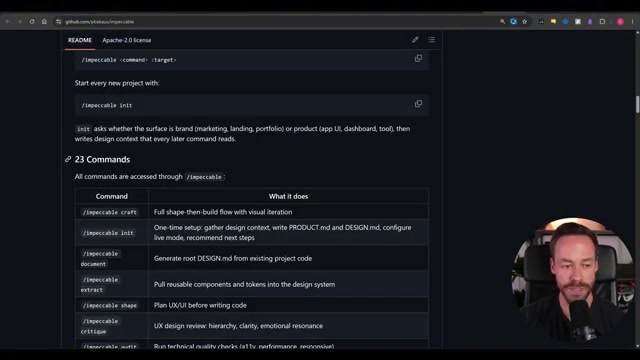 github.com/pbakaus/impeccable
README
Apache-2.0 license
/impeccable <command> <target>
Start every new project with:
/impeccable init
init asks whether the surface is brand (marketing, landing, portfolio) or product (app UI, dashboard, tool), then
writes design context that every later command reads.
23 Commands
All commands are accessed through /impeccable:
Command What it does
/impeccable craft Full shape-then-build flow with visual iteration
/impeccable init One-time setup: gather design context, write PRODUCT.md and DESIGN.md, configure
live mode, recommend next steps
/impeccable
document Generate root DESIGN.md from existing project code
/impeccable
extract Pull reusable components and tokens into the design system
/impeccable shape Plan UX/UI before writing code
/impeccable
critique UX design review: hierarchy, clarity, emotional resonance
/impeccable audit Run technical quality checks (a11y, performance, responsive)